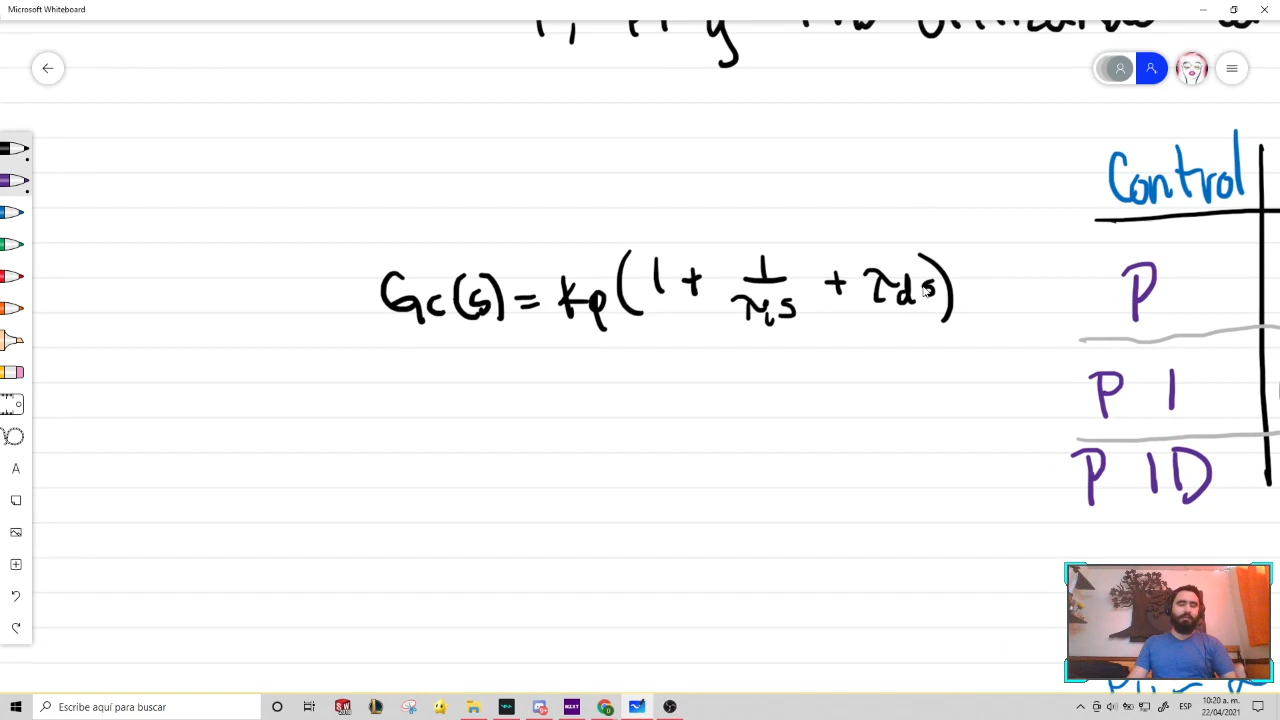 Microsoft Whiteboard
Gc(s) = kp(1 + 1/τis + τds)
Control
P
P I
P I D
A
Escribe aquí para buscar
NEXT
ESP
10:20 a. m.
22/04/2021